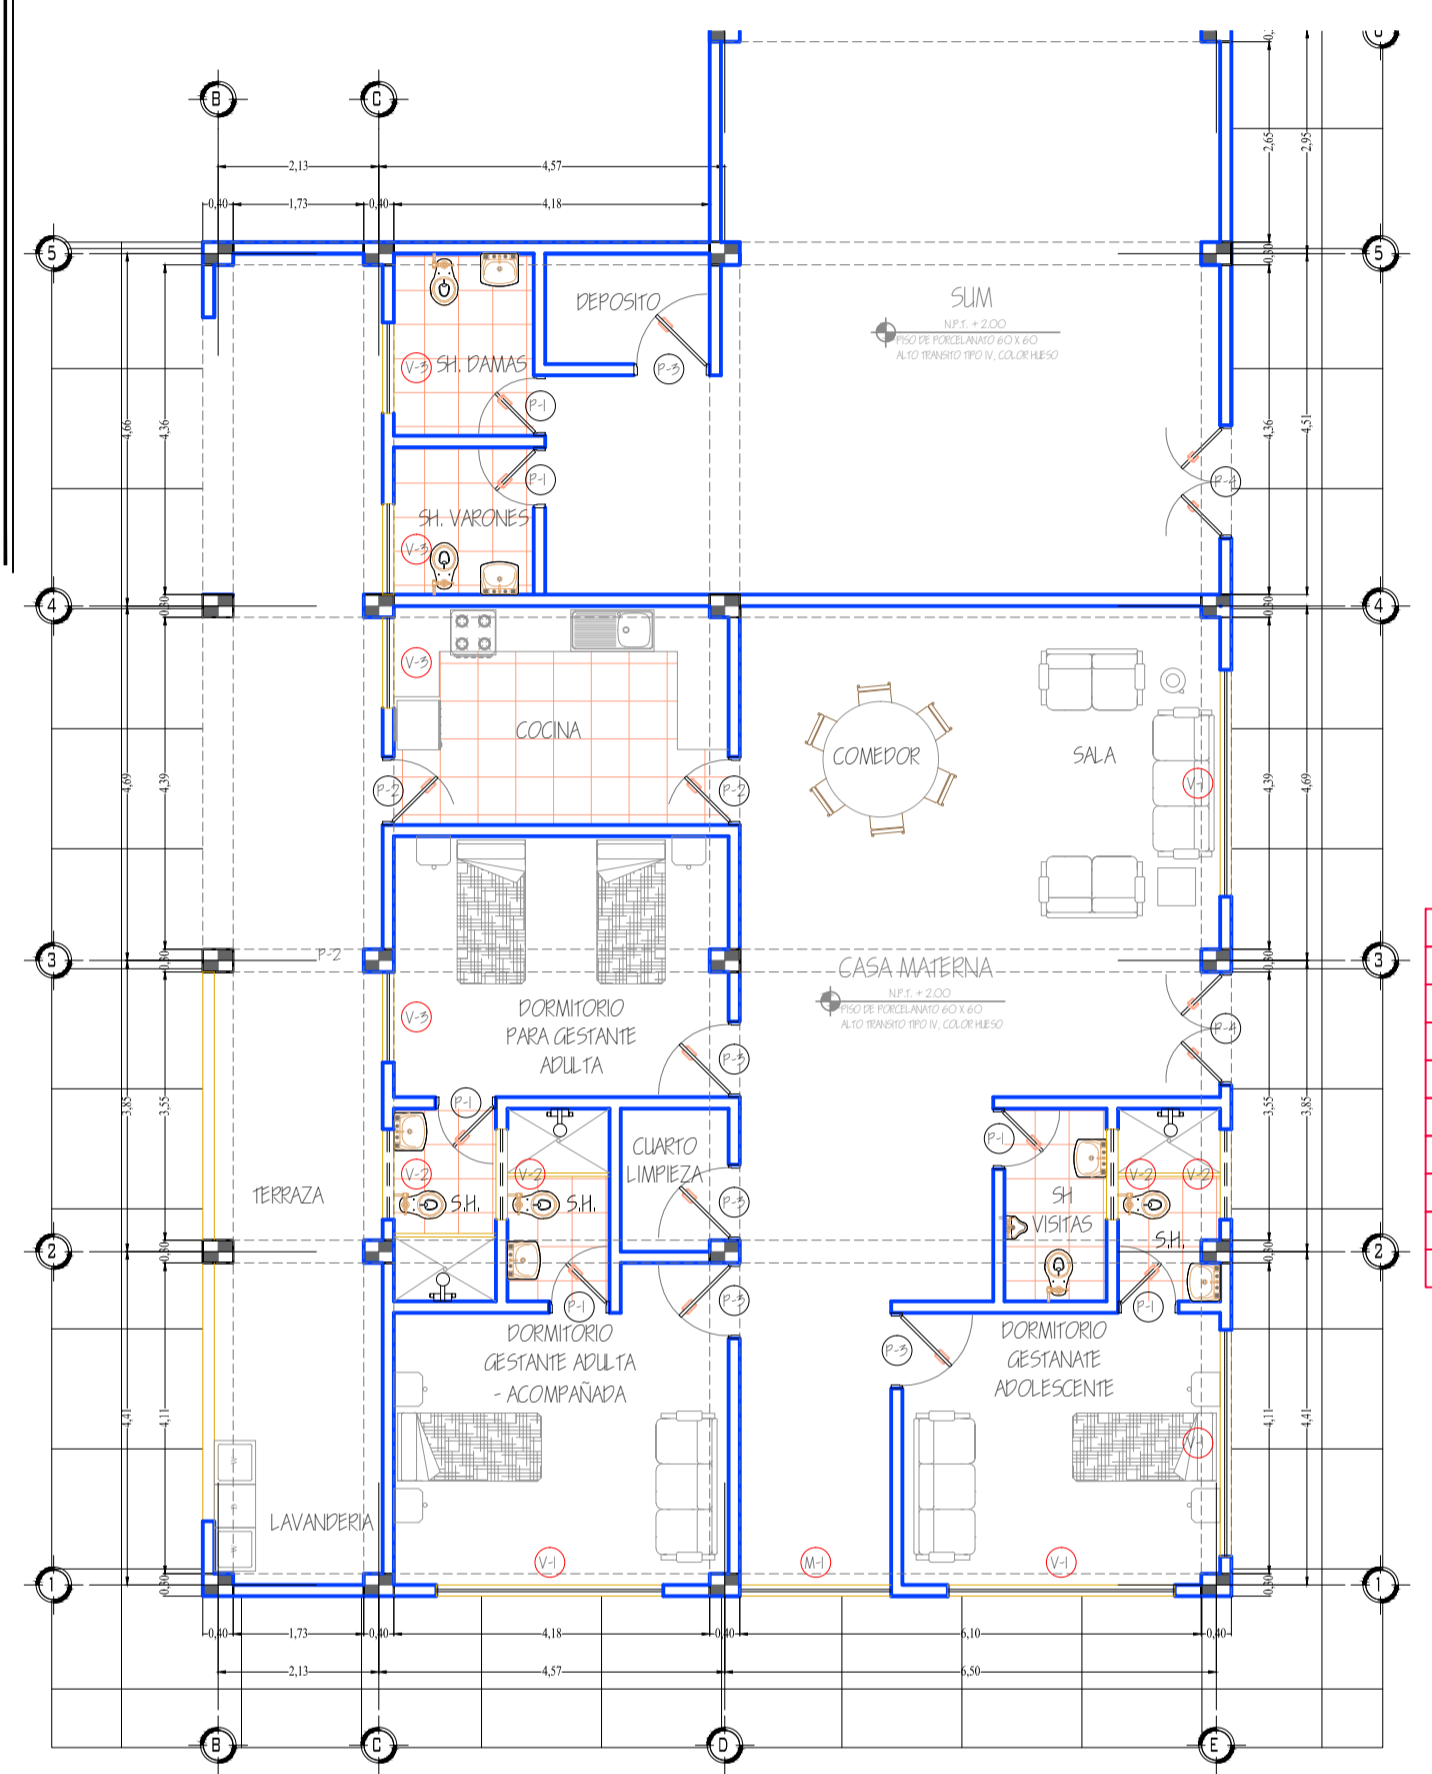 B
C
2,13
4,57
0,40
1,73
0,40
4,18
2,65
2,95
5
5
0,30
DEPOSITO
SUM
N.P.T. + 2.00
PISO DE PORCELANATO 60 X 60
ALTO TRANSITO TIPO IV, COLOR HUESO
V-3
SH. DAMAS
P-3
P-1
4,66
4,36
4,36
4,51
P-1
P-4
SH. VARONES
V-3
4
4
0,30
0,30
V-3
COCINA
COMEDOR
SALA
V-1
P-2
P-2
4,69
4,39
4,39
4,69
3
3
0,30
P-2
0,30
CASA MATERNA
N.P.T. + 2.00
PISO DE PORCELANATO 60 X 60
ALTO TRANSITO TIPO IV, COLOR HUESO
DORMITORIO
PARA GESTANTE
ADULTA
V-3
P-4
P-3
3,85
3,55
3,55
3,85
P-1
P-1
CUARTO
LIMPIEZA
V-2
V-2
V-2
V-2
TERRAZA
S.H.
S.H.
P-3
SH
VISITAS
S.H.
2
2
0,30
0,30
P-3
P-1
P-1
DORMITORIO
GESTANTE ADULTA
- ACOMPAÑADA
P-3
DORMITORIO
GESTANATE
ADOLESCENTE
4,41
4,11
4,11
4,41
V-1
LAVANDERIA
V-1
M-1
V-1
1
1
0,30
0,30
0,40
1,73
0,40
4,18
0,40
6,10
0,40
2,13
4,57
6,50
B
C
D
E